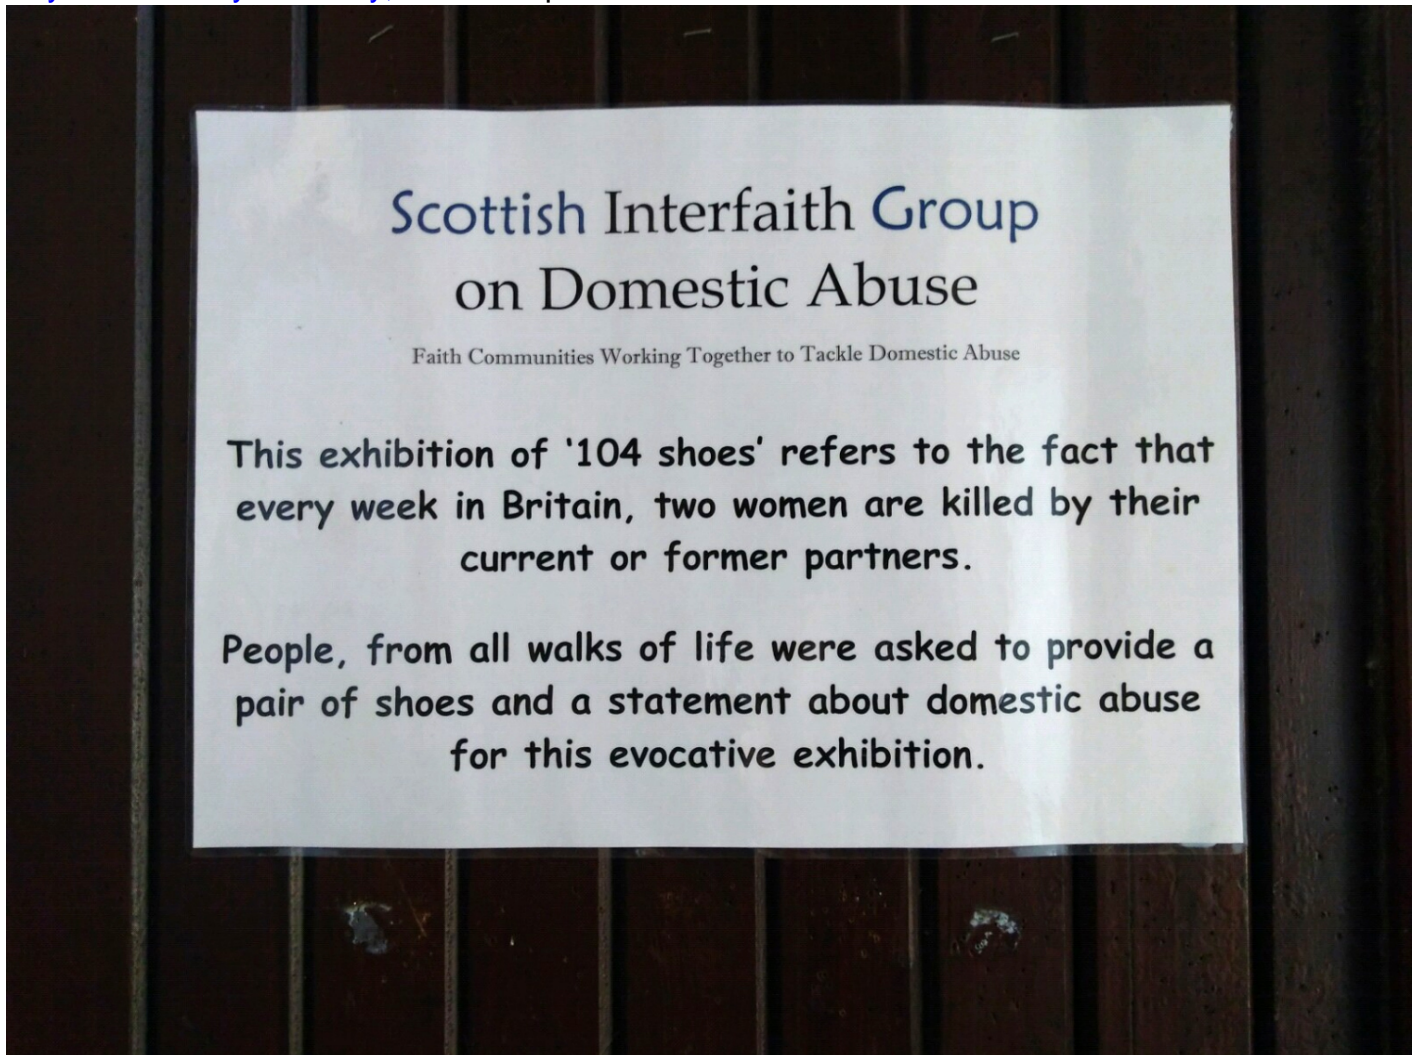 Scottish Interfaith Group
on Domestic Abuse
Faith Communities Working Together to Tackle Domestic Abuse
This exhibition of '104 shoes' refers to the fact that
every week in Britain, two women are killed by their
current or former partners.
People, from all walks of life were asked to provide a
pair of shoes and a statement about domestic abuse
for this evocative exhibition.